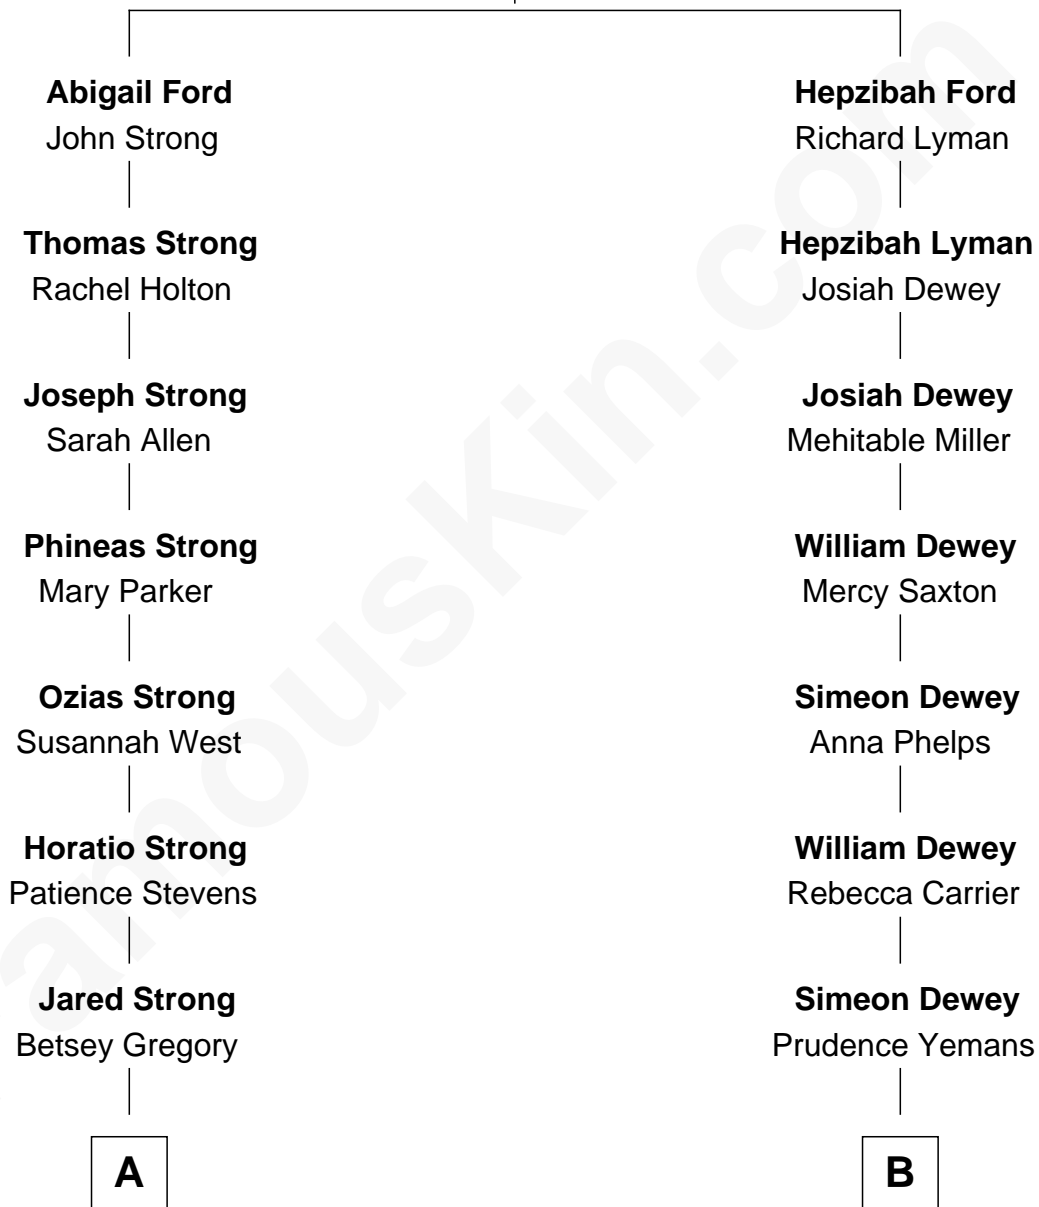 Abigail Ford
John Strong
Hepzibah Ford
Richard Lyman
Thomas Strong
Rachel Holton
Hepzibah Lyman
Josiah Dewey
Joseph Strong
Sarah Allen
Josiah Dewey
Mehitable Miller
Phineas Strong
Mary Parker
William Dewey
Mercy Saxton
Ozias Strong
Susannah West
Simeon Dewey
Anna Phelps
Horatio Strong
Patience Stevens
William Dewey
Rebecca Carrier
Jared Strong
Betsey Gregory
Simeon Dewey
Prudence Yemans
A
B
amouskin.com